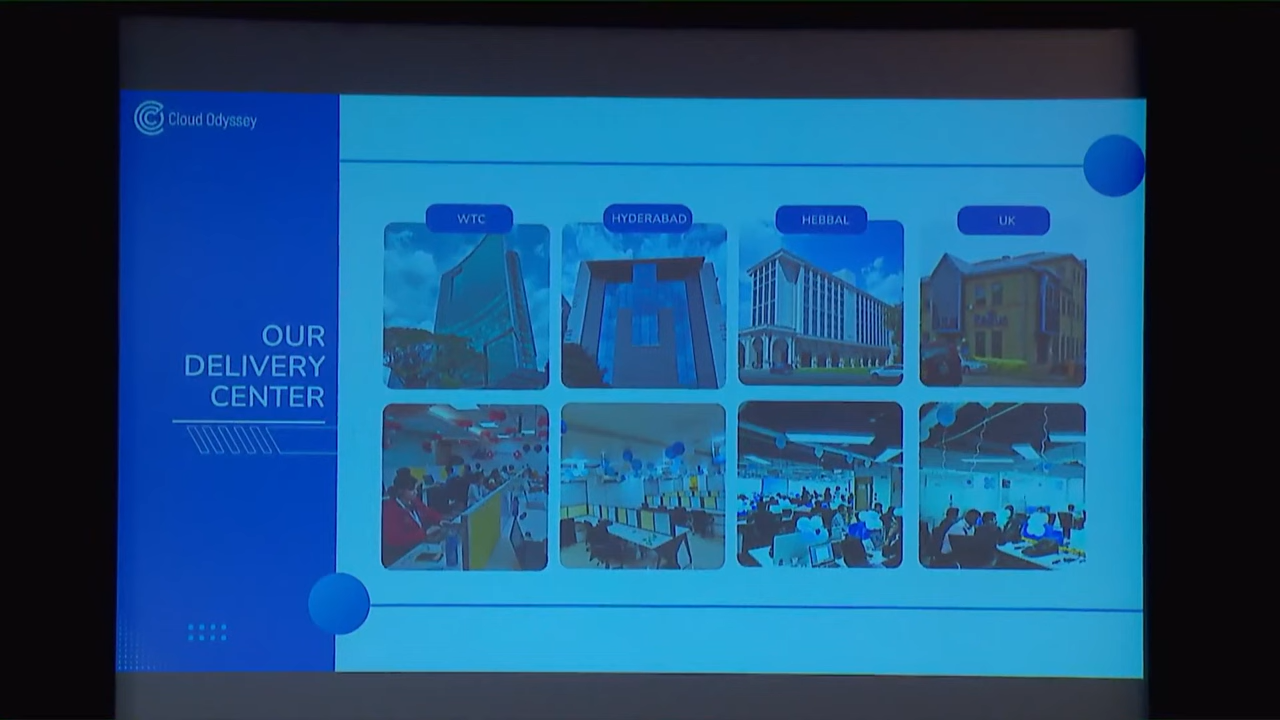 Cloud Odyssey
OUR
DELIVERY
CENTER
WTC
HYDERABAD
HEBBAL
UK